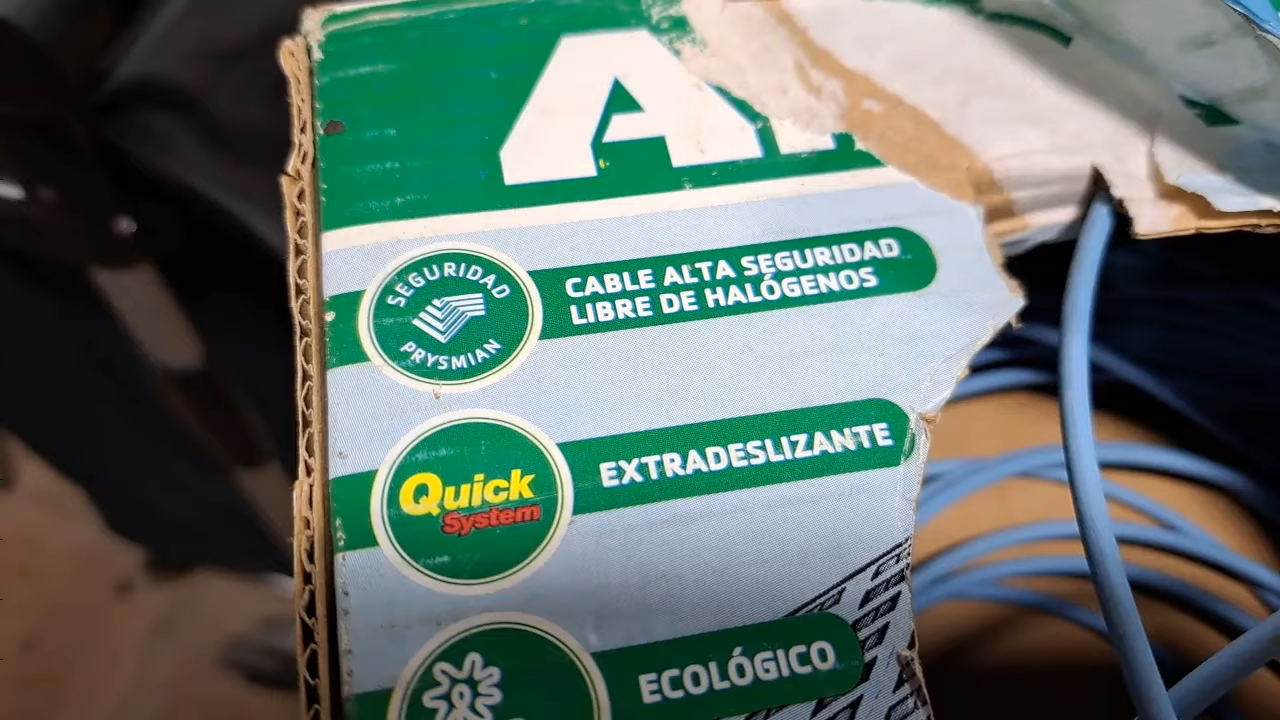 SEGURIDAD
PRYSMIAN
CABLE ALTA SEGURIDAD
LIBRE DE HALÓGENOS
Quick
System
EXTRADESLIZANTE
ECOLÓGICO